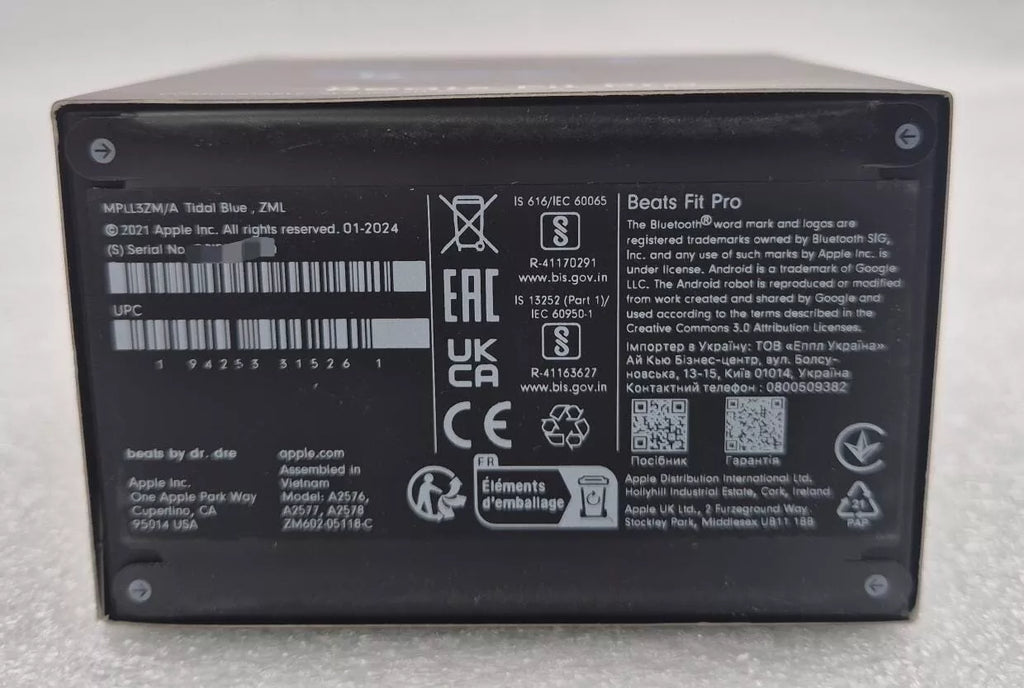 MPLL3ZM/A Tidal Blue , ZML
© 2021 Apple Inc. All rights reserved. 01-2024
(S) Serial No
UPC
1 94253 31526 1
beats by dr. dre
Apple Inc.
One Apple Park Way
Cupertino, CA
95014 USA
apple.com
Assembled in
Vietnam
Model: A2576,
A2577, A2578
ZM602-05118-C
EAC
UK
CA
CE
IS 616/IEC 60065
R-41170291
www.bis.gov.in
IS 13252 (Part 1)/
IEC 60950-1
R-41163627
www.bis.gov.in
FR
Éléments
d'emballage
Beats Fit Pro
The Bluetooth® word mark and logos are
registered trademarks owned by Bluetooth SIG,
Inc. and any use of such marks by Apple Inc. is
under license. Android is a trademark of Google
LLC. The Android robot is reproduced or modified
from work created and shared by Google and
used according to the terms described in the
Creative Commons 3.0 Attribution Licenses.
Імпортер в Україну: ТОВ «Еппл Україна»
Ай Кью Бізнес-центр, вул. Болсу-
новська, 13-15, Київ 01014, Україна
Контактний телефон : 0800509382
Посібник
Гарантія
Apple Distribution International Ltd.
Hollyhill Industrial Estate, Cork, Ireland
Apple UK Ltd., 2 Furzeground Way
Stockley Park, Middlesex UB11 1BB
21
PAP